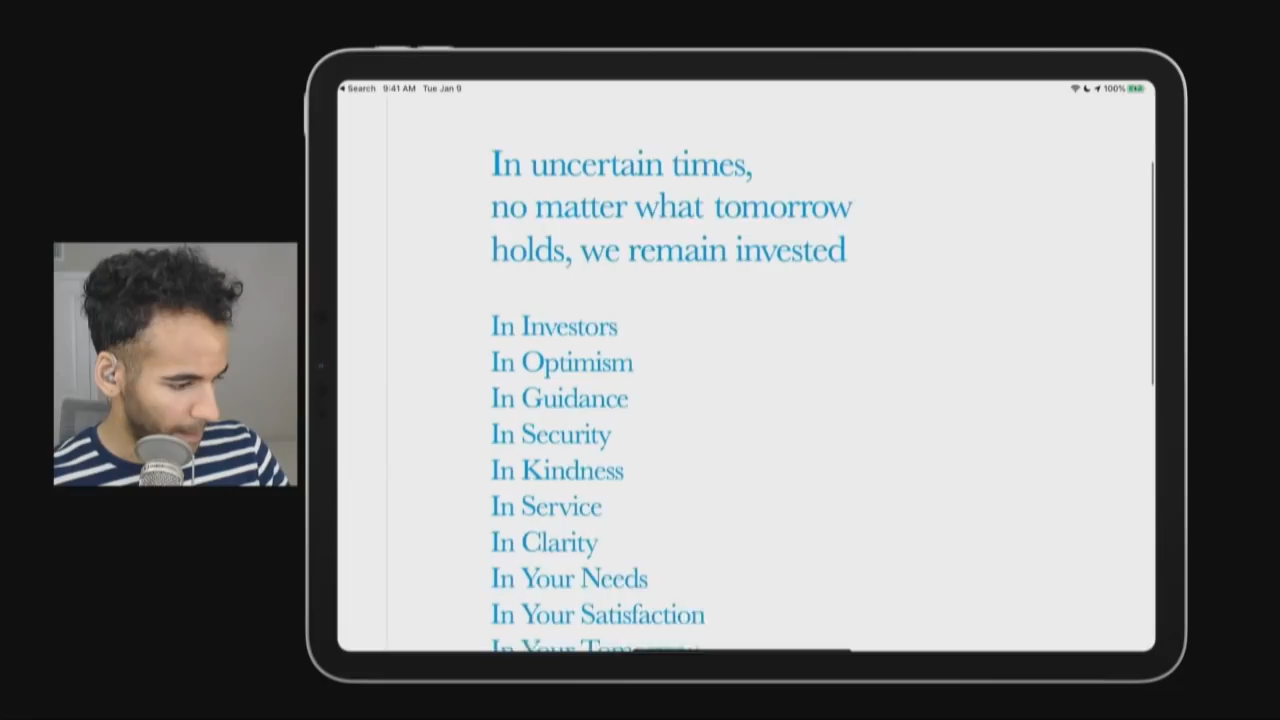 Search 9:41 AM Tue Jan 9
100%
In uncertain times,
no matter what tomorrow
holds, we remain invested
In Investors
In Optimism
In Guidance
In Security
In Kindness
In Service
In Clarity
In Your Needs
In Your Satisfaction
In Your